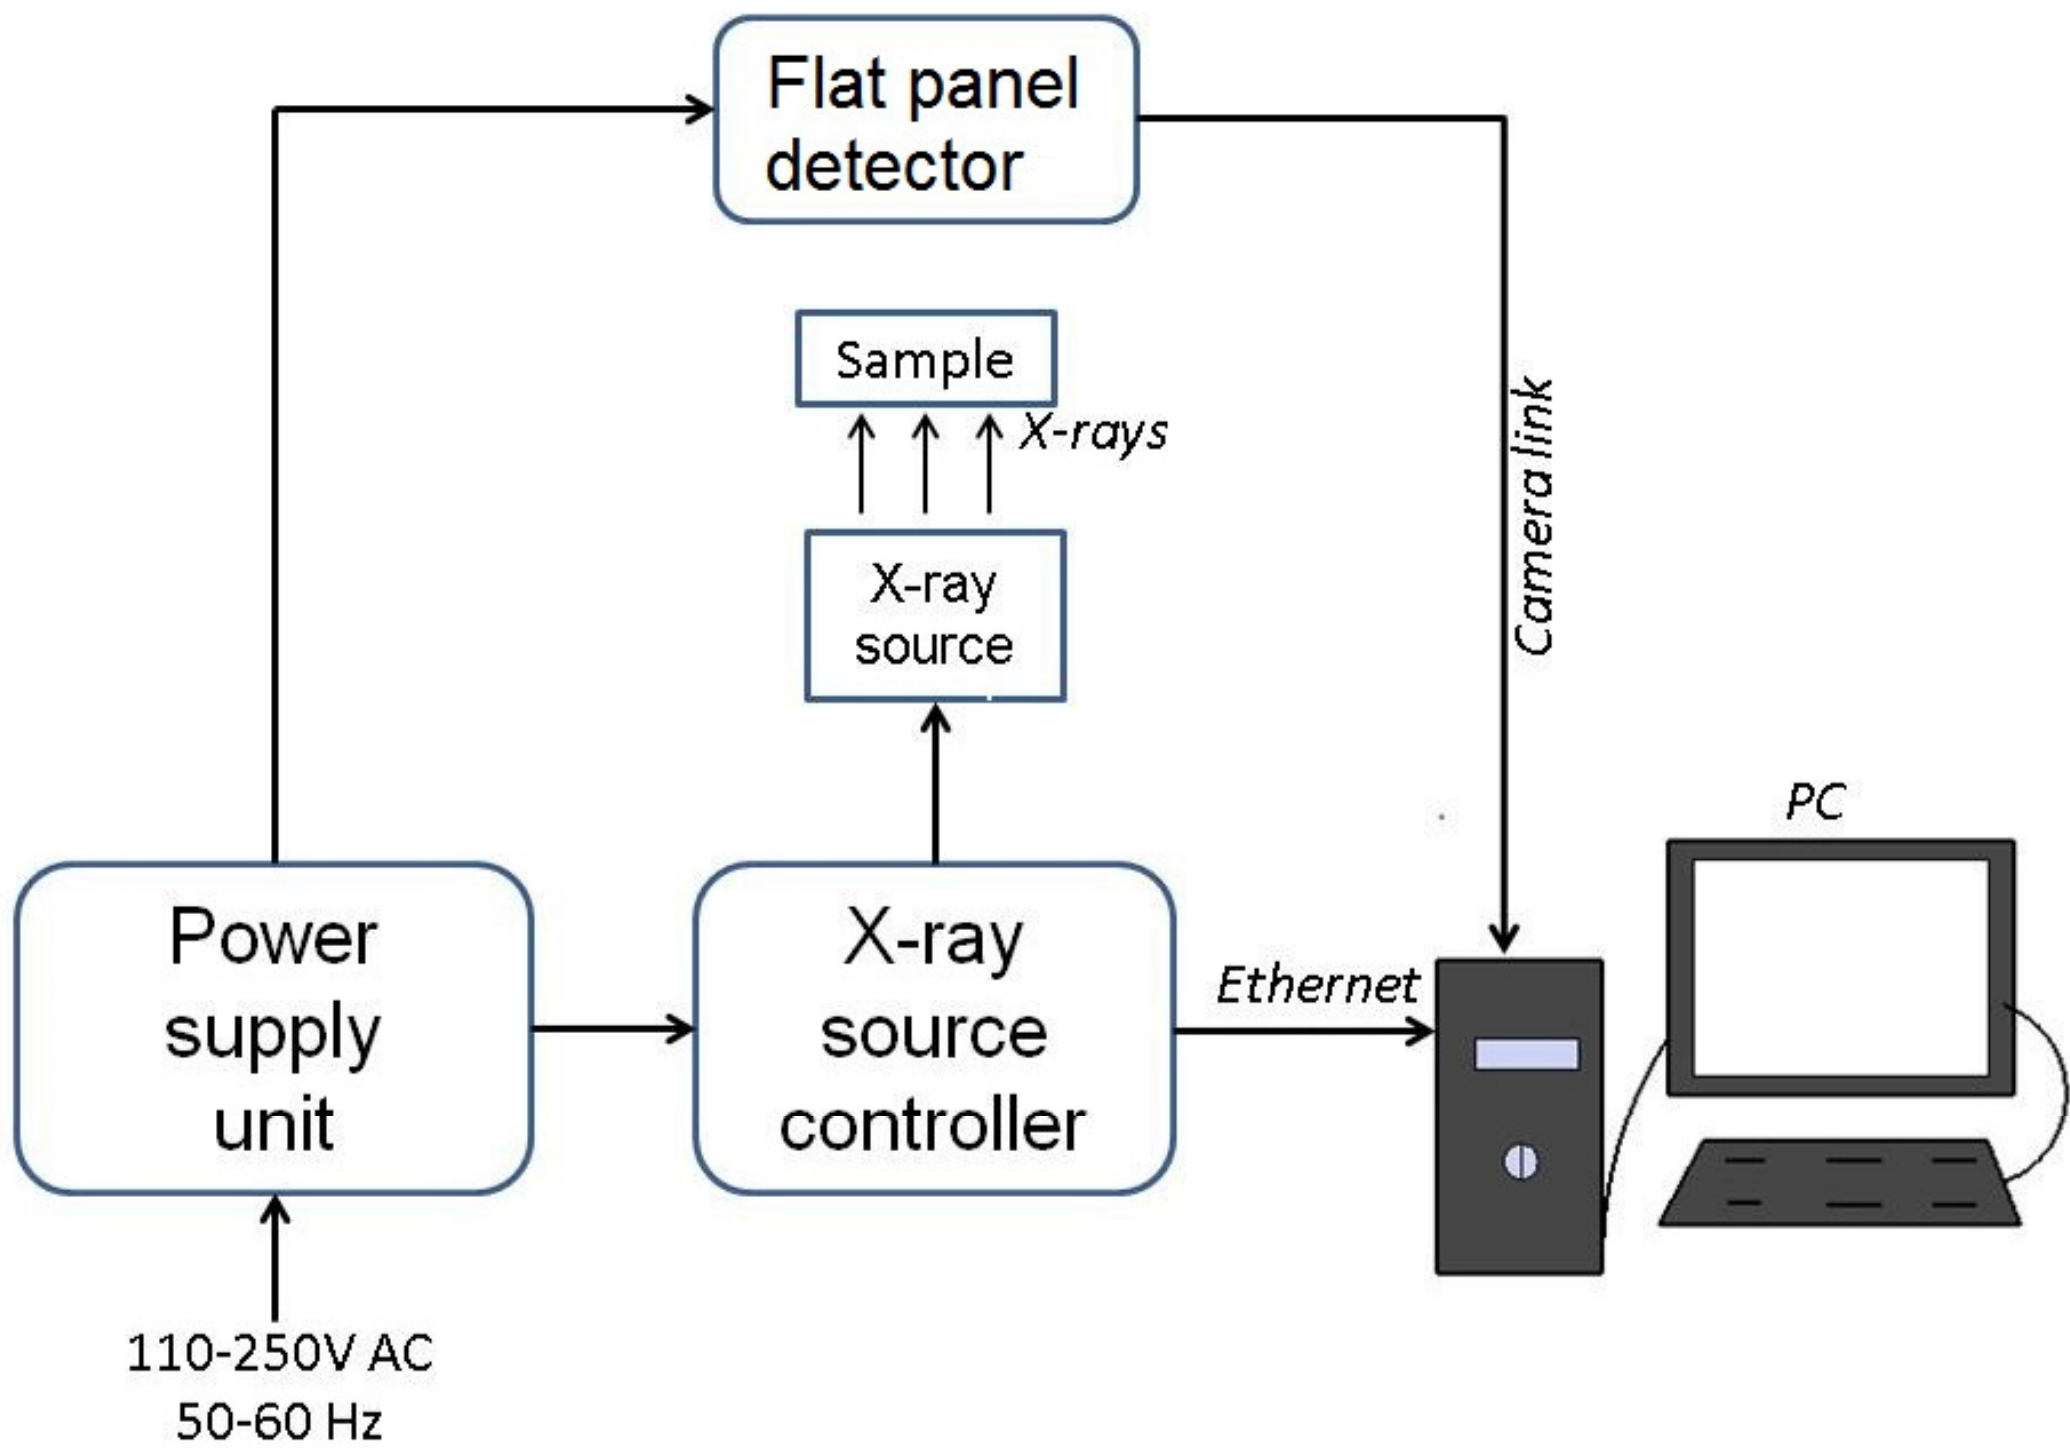 Flat panel
detector
Sample
X-rays
X-ray
source
Camera link
PC
Power
supply
unit
X-ray
source
controller
Ethernet
110-250V AC
50-60 Hz